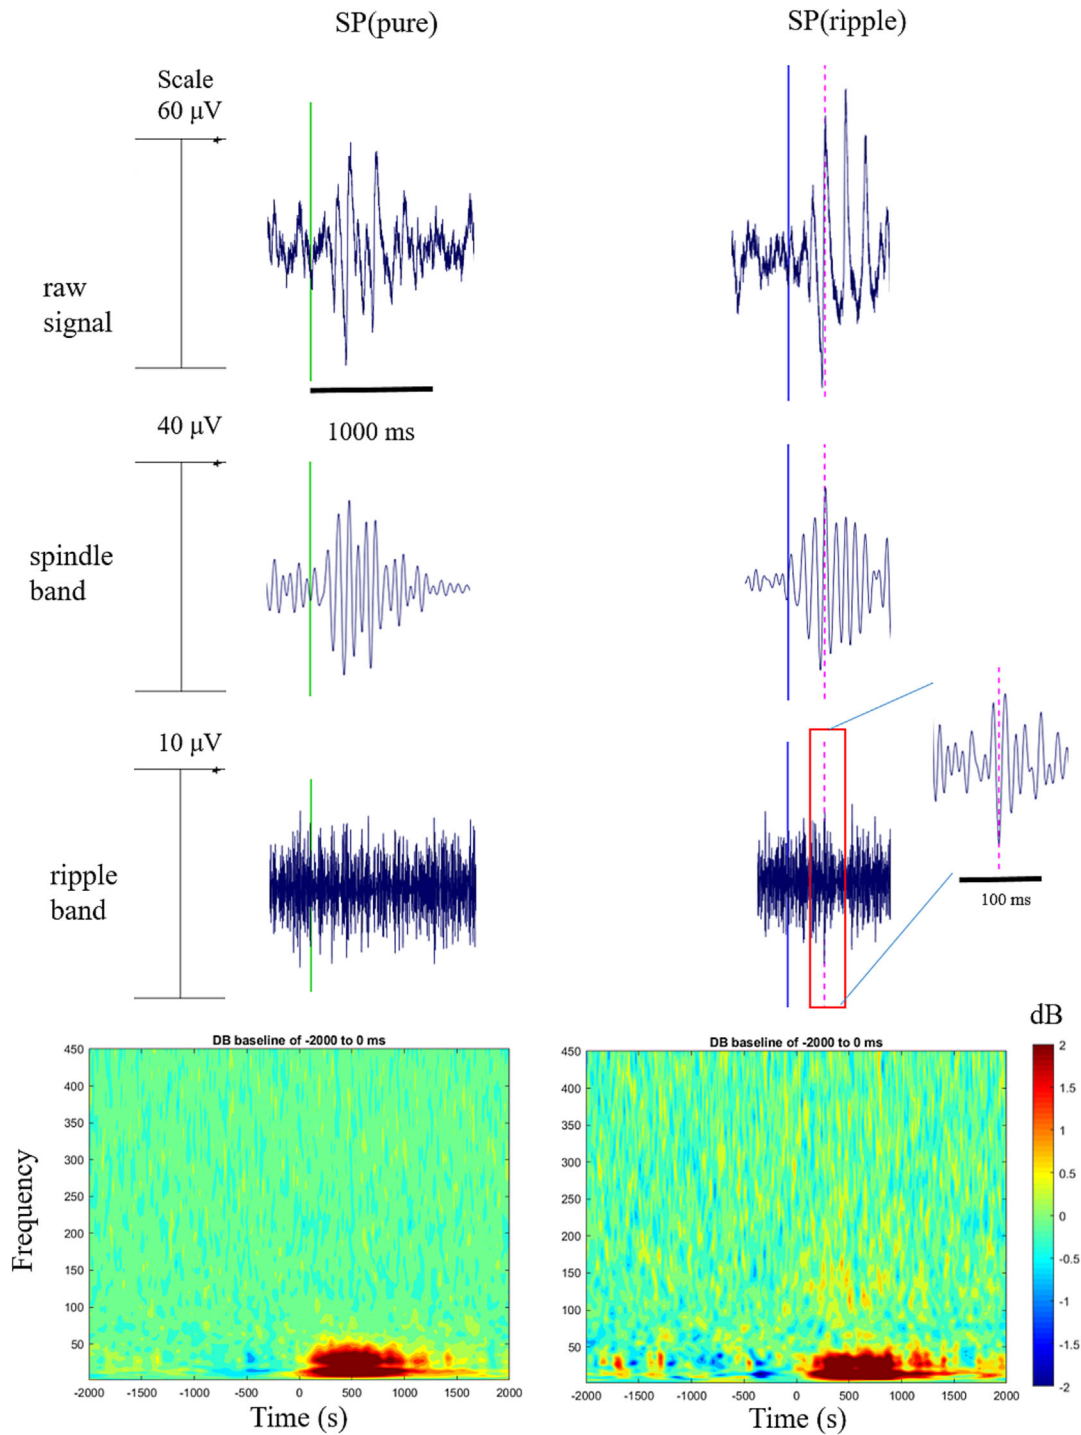 SP(pure)
SP(ripple)
Scale
60 μV
raw
signal
1000 ms
40 μV
spindle
band
10 μV
ripple
band
100 ms
dB
DB baseline of -2000 to 0 ms
DB baseline of -2000 to 0 ms
Frequency
450
400
350
300
250
200
150
100
50
-2000 -1500 -1000 -500 0 500 1000 1500 2000
Time (s)
450
400
350
300
250
200
150
100
50
-2000 -1500 -1000 -500 0 500 1000 1500 2000
Time (s)
2
1.5
1
0.5
0
-0.5
-1
-1.5
-2